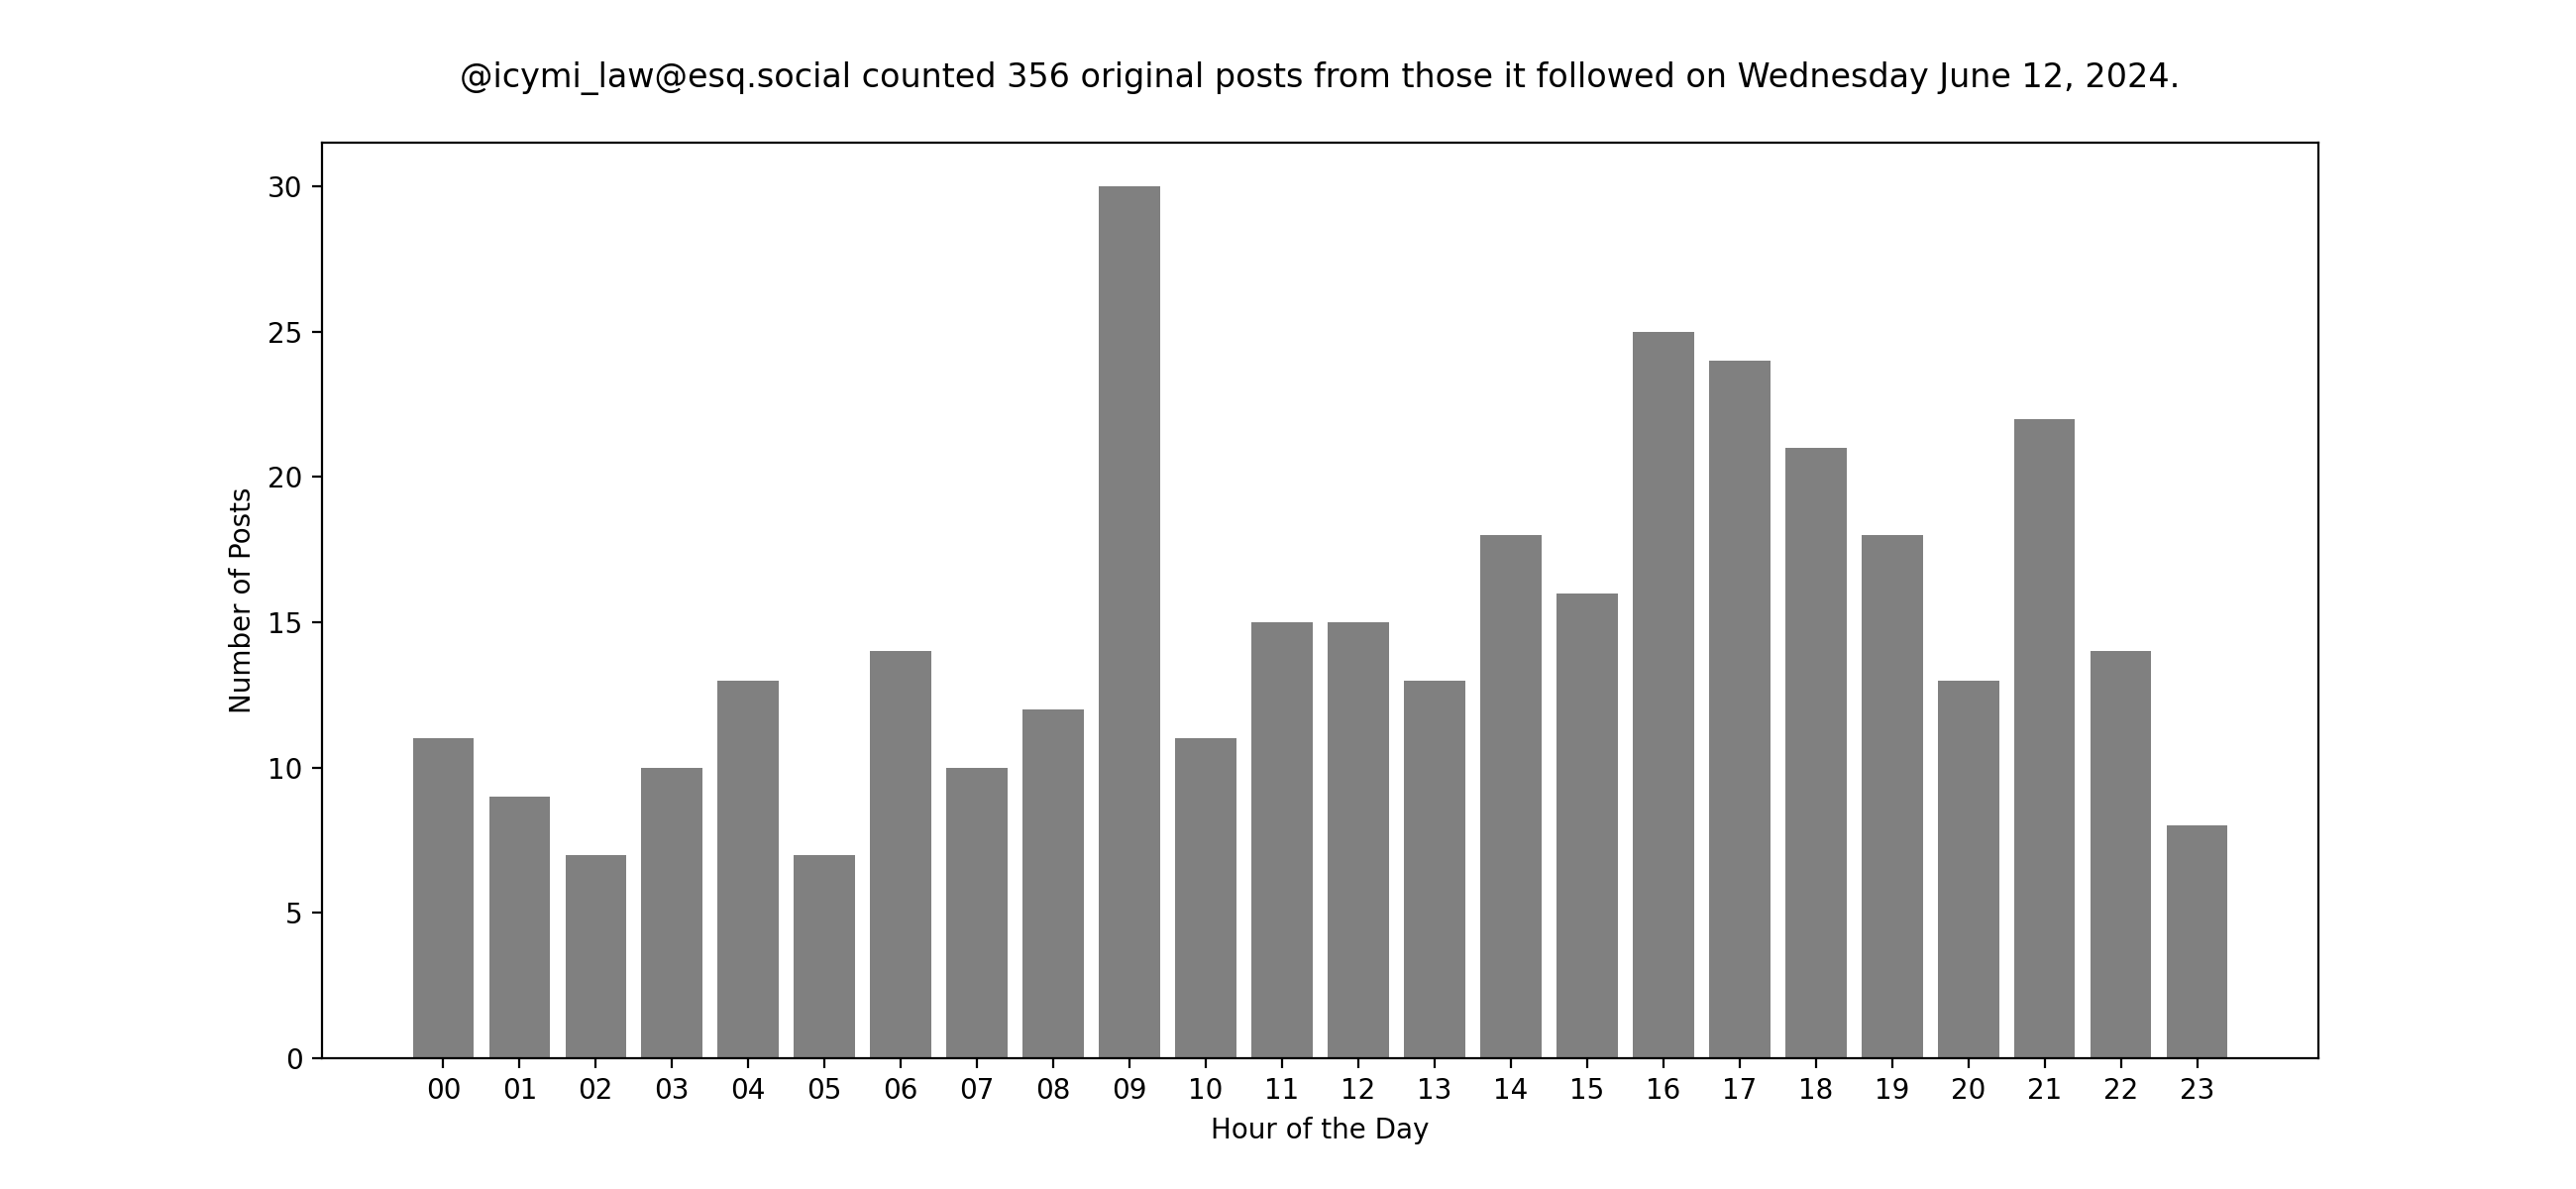 @icymi_law@esq.social counted 356 original posts from those it followed on Wednesday June 12, 2024.
30
25
20
15
10
5
0
Number of Posts
00 01 02 03 04 05 06 07 08 09 10 11 12 13 14 15 16 17 18 19 20 21 22 23
Hour of the Day